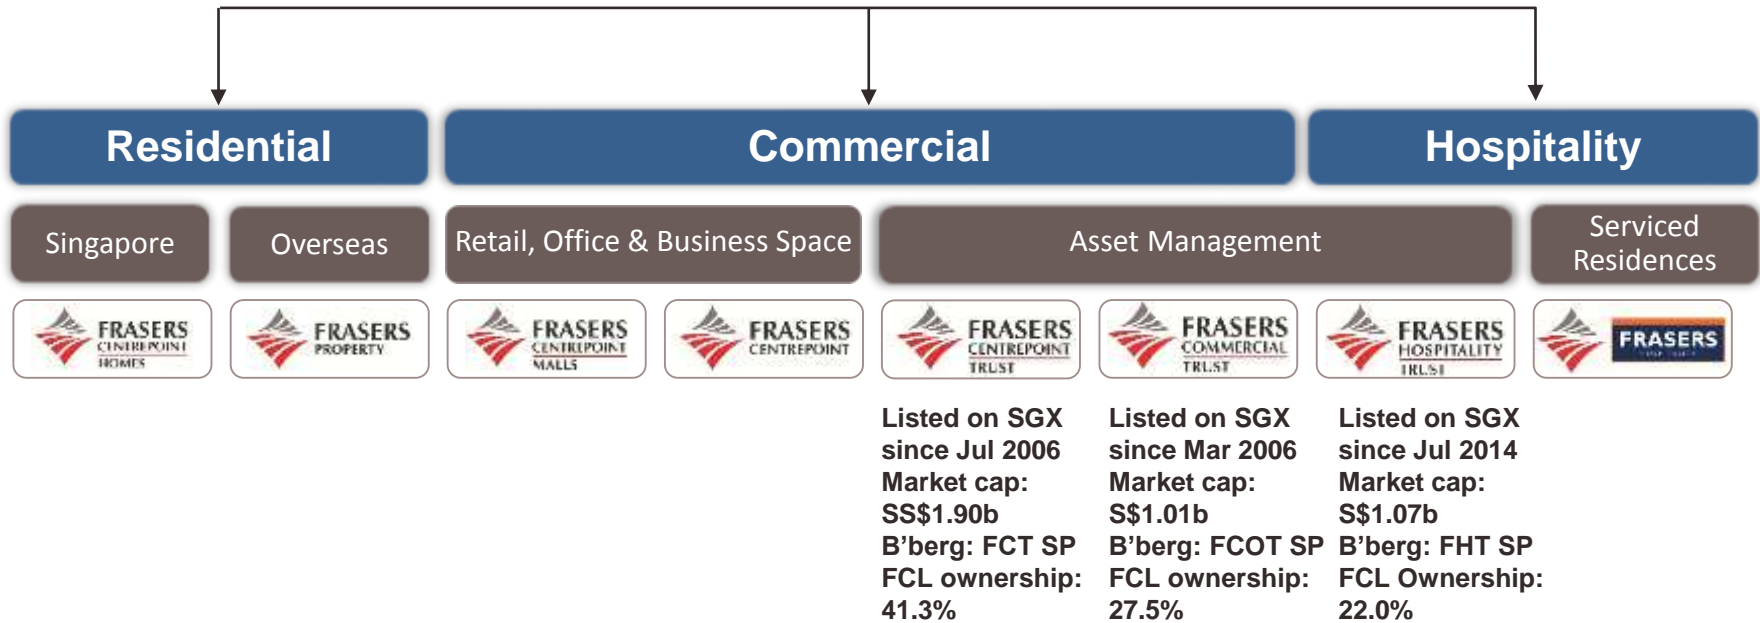 Residential
Commercial
Hospitality
Singapore
Overseas
Retail, Office & Business Space
Asset Management
Serviced
Residences
FRASERS
CENTREPOINT
HOMES
FRASERS
PROPERTY
FRASERS
CENTREPOINT
MALLS
FRASERS
CENTREPOINT
FRASERS
CENTREPOINT
TRUST
FRASERS
COMMERCIAL
TRUST
FRASERS
HOSPITALITY
TRUST
FRASERS
Listed on SGX
since Jul 2006
Market cap:
SS$1.90b
B’berg: FCT SP
FCL ownership:
41.3%
Listed on SGX
since Mar 2006
Market cap:
S$1.01b
B’berg: FCOT SP
FCL ownership:
27.5%
Listed on SGX
since Jul 2014
Market cap:
S$1.07b
B’berg: FHT SP
FCL Ownership:
22.0%